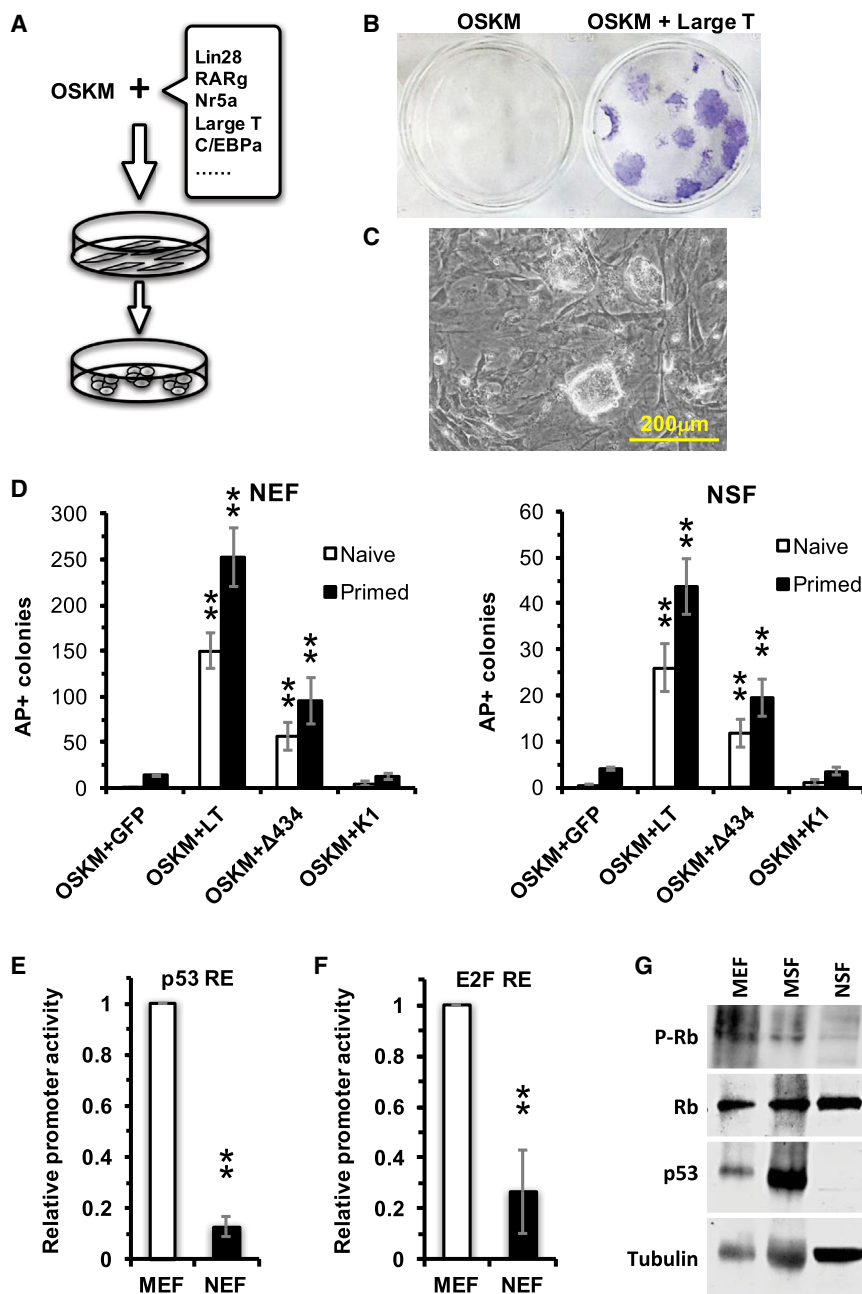 A
OSKM +
Lin28
RARg
Nr5a
Large T
C/EBPa
......
B
OSKM
OSKM + Large T
C
200µm
D
NEF
AP+ colonies
300
250
200
150
100
50
0
**
**
**
**
Naive
Primed
OSKM+GFP
OSKM+LT
OSKM+Δ434
OSKM+K1
NSF
AP+ colonies
60
50
40
30
20
10
0
**
**
**
**
Naive
Primed
OSKM+GFP
OSKM+LT
OSKM+Δ434
OSKM+K1
E
p53 RE
Relative promoter activity
1
0.8
0.6
0.4
0.2
0
**
MEF
NEF
F
E2F RE
Relative promoter activity
1
0.8
0.6
0.4
0.2
0
**
MEF
NEF
G
MEF
MSF
NSF
P-Rb
Rb
p53
Tubulin